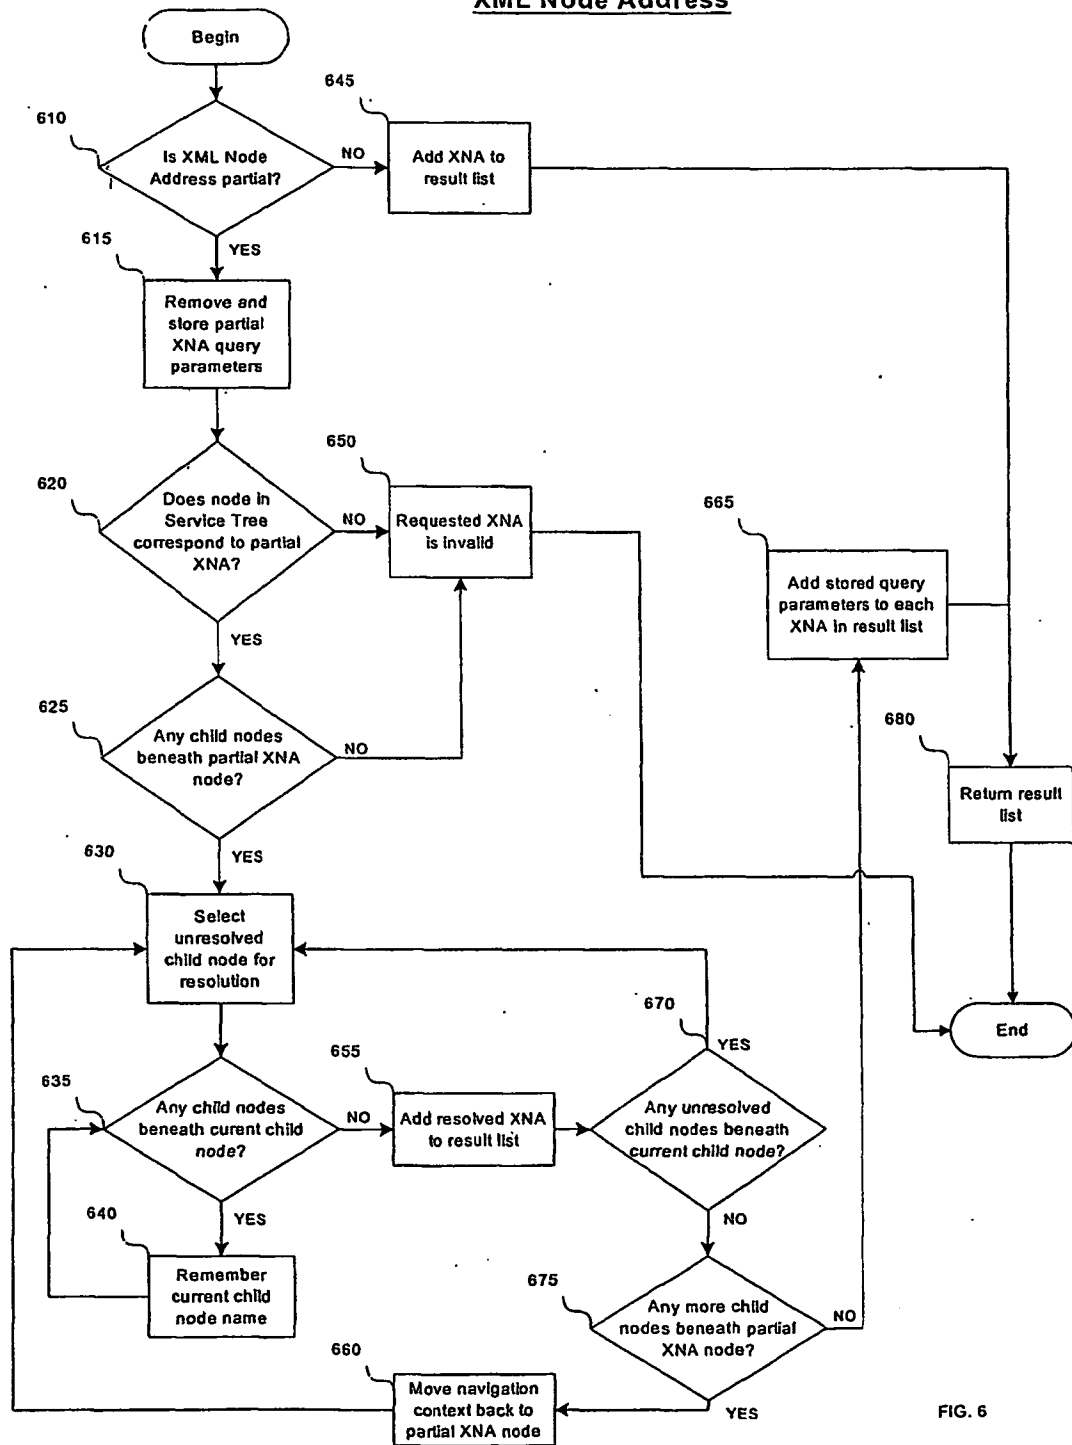 XML Node Address
Begin
645
610
Is XML Node
Address partial?
NO
Add XNA to
result list
YES
615
Remove and
store partial
XNA query
parameters
650
620
Does node in
Service Tree
correspond to partial
XNA?
NO
Requested XNA
is invalid
665
Add stored query
parameters to each
XNA in result list
YES
625
Any child nodes
beneath partial XNA
node?
NO
680
Return result
list
YES
630
Select
unresolved
child node for
resolution
670
End
YES
655
635
Any child nodes
beneath curent child
node?
NO
Add resolved XNA
to result list
Any unresolved
child nodes beneath
current child node?
YES
NO
640
Remember
current child
node name
675
Any more child
nodes beneath partial
XNA node?
NO
660
Move navigation
context back to
partial XNA node
YES
FIG. 6